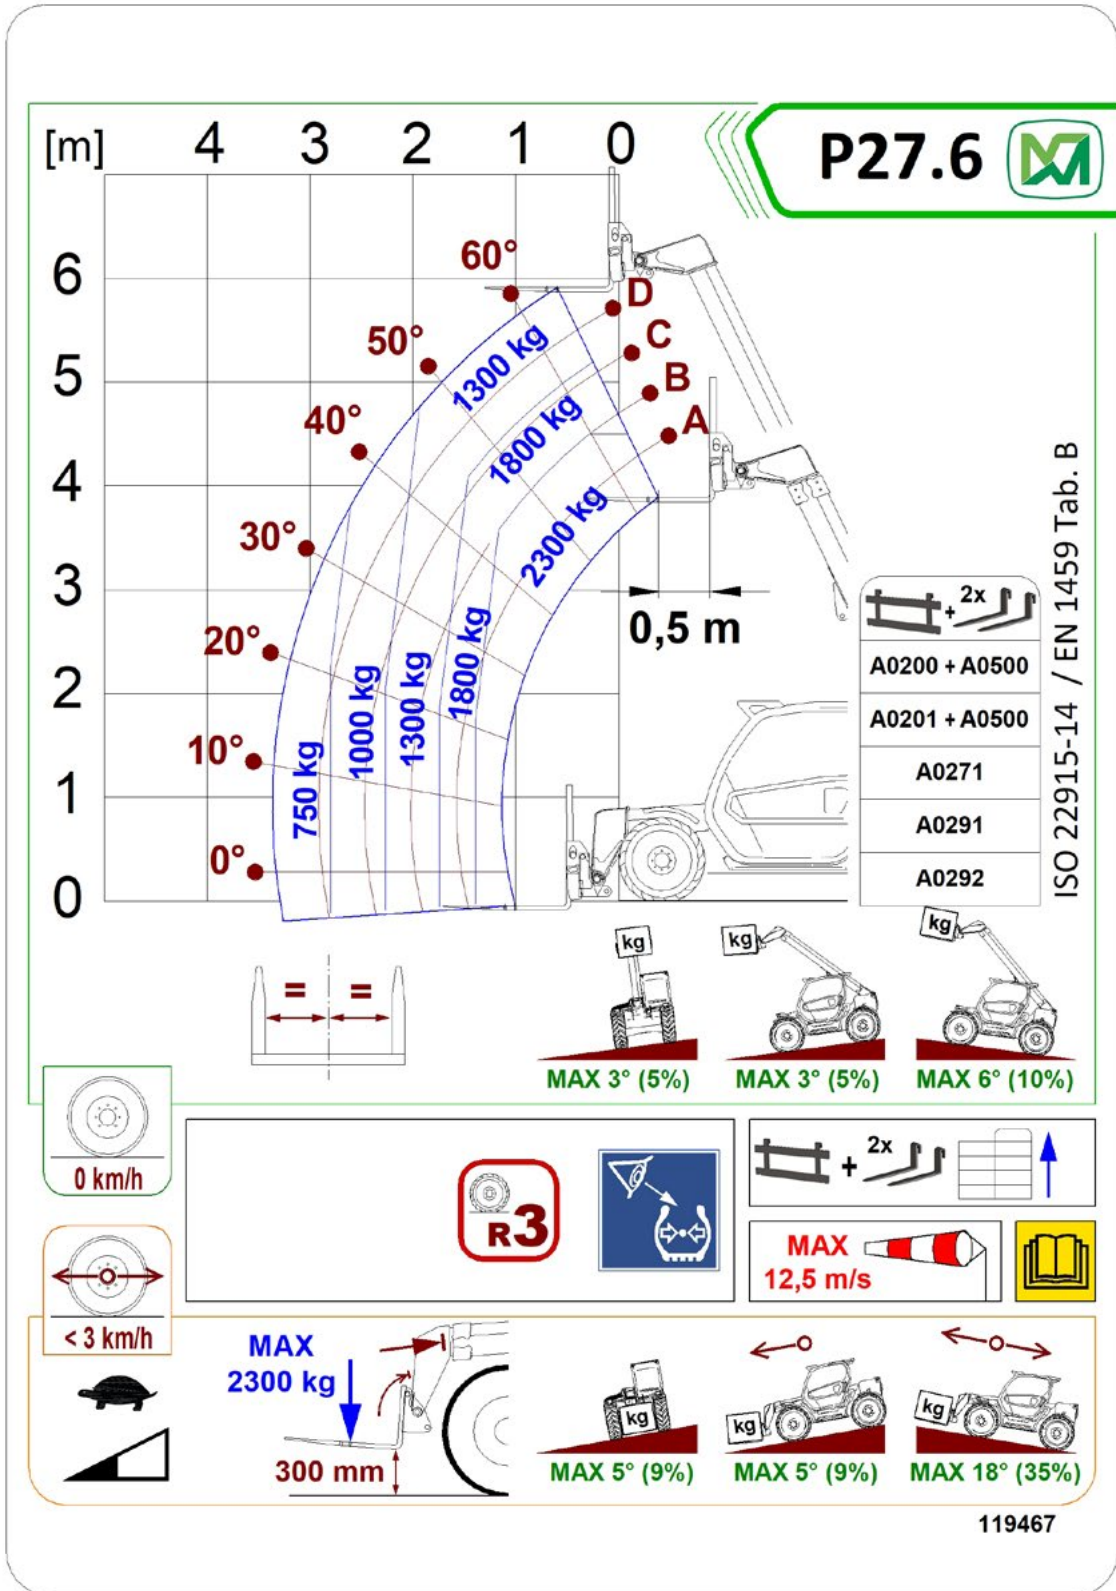 [m] 4 3 2 1 0
P27.6
6
5
4
3
2
1
0
60°
50°
40°
30°
20°
10°
0°
D
C
B
A
1300 kg
1800 kg
2300 kg
750 kg
1000 kg
1300 kg
1800 kg
0,5 m
2x
+
A0200 + A0500
A0201 + A0500
A0271
A0291
A0292
ISO 22915-14 / EN 1459 Tab. B
= =
kg
kg
kg
MAX 3° (5%)
MAX 3° (5%)
MAX 6° (10%)
0 km/h
R3
2x
+
MAX
12,5 m/s
< 3 km/h
MAX
2300 kg
300 mm
kg
kg
kg
MAX 5° (9%)
MAX 5° (9%)
MAX 18° (35%)
119467